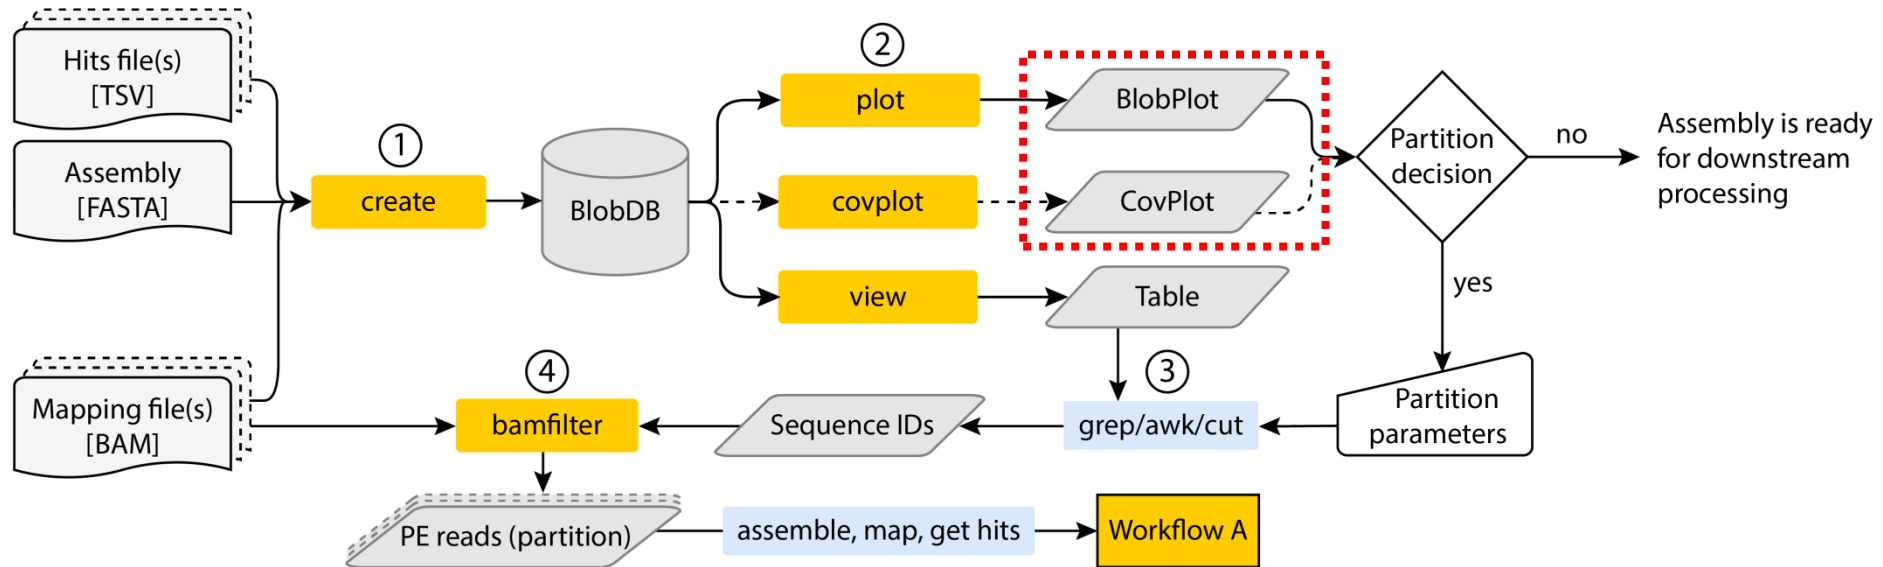 Hits file(s)
[TSV]
Assembly
[FASTA]
Mapping file(s)
[BAM]
1
create
BlobDB
2
plot
BlobPlot
covplot
CovPlot
view
Table
Partition
decision
no
Assembly is ready
for downstream
processing
yes
Partition
parameters
3
grep/awk/cut
Sequence IDs
4
bamfilter
PE reads (partition)
assemble, map, get hits
Workflow A